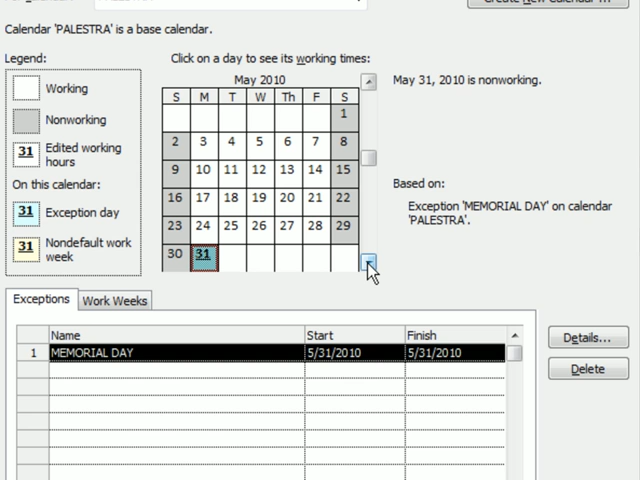 Create New Calendar ...
Calendar 'PALESTRA' is a base calendar.
Legend:
Click on a day to see its working times:
Working
Nonworking
31 Edited working hours
On this calendar:
31 Exception day
31 Nondefault work week
May 2010
S M T W Th F S
1
2 3 4 5 6 7 8
9 10 11 12 13 14 15
16 17 18 19 20 21 22
23 24 25 26 27 28 29
30 31
May 31, 2010 is nonworking.
Based on:
Exception 'MEMORIAL DAY' on calendar
'PALESTRA'.
Exceptions Work Weeks
Name Start Finish
1 MEMORIAL DAY 5/31/2010 5/31/2010
Details...
Delete